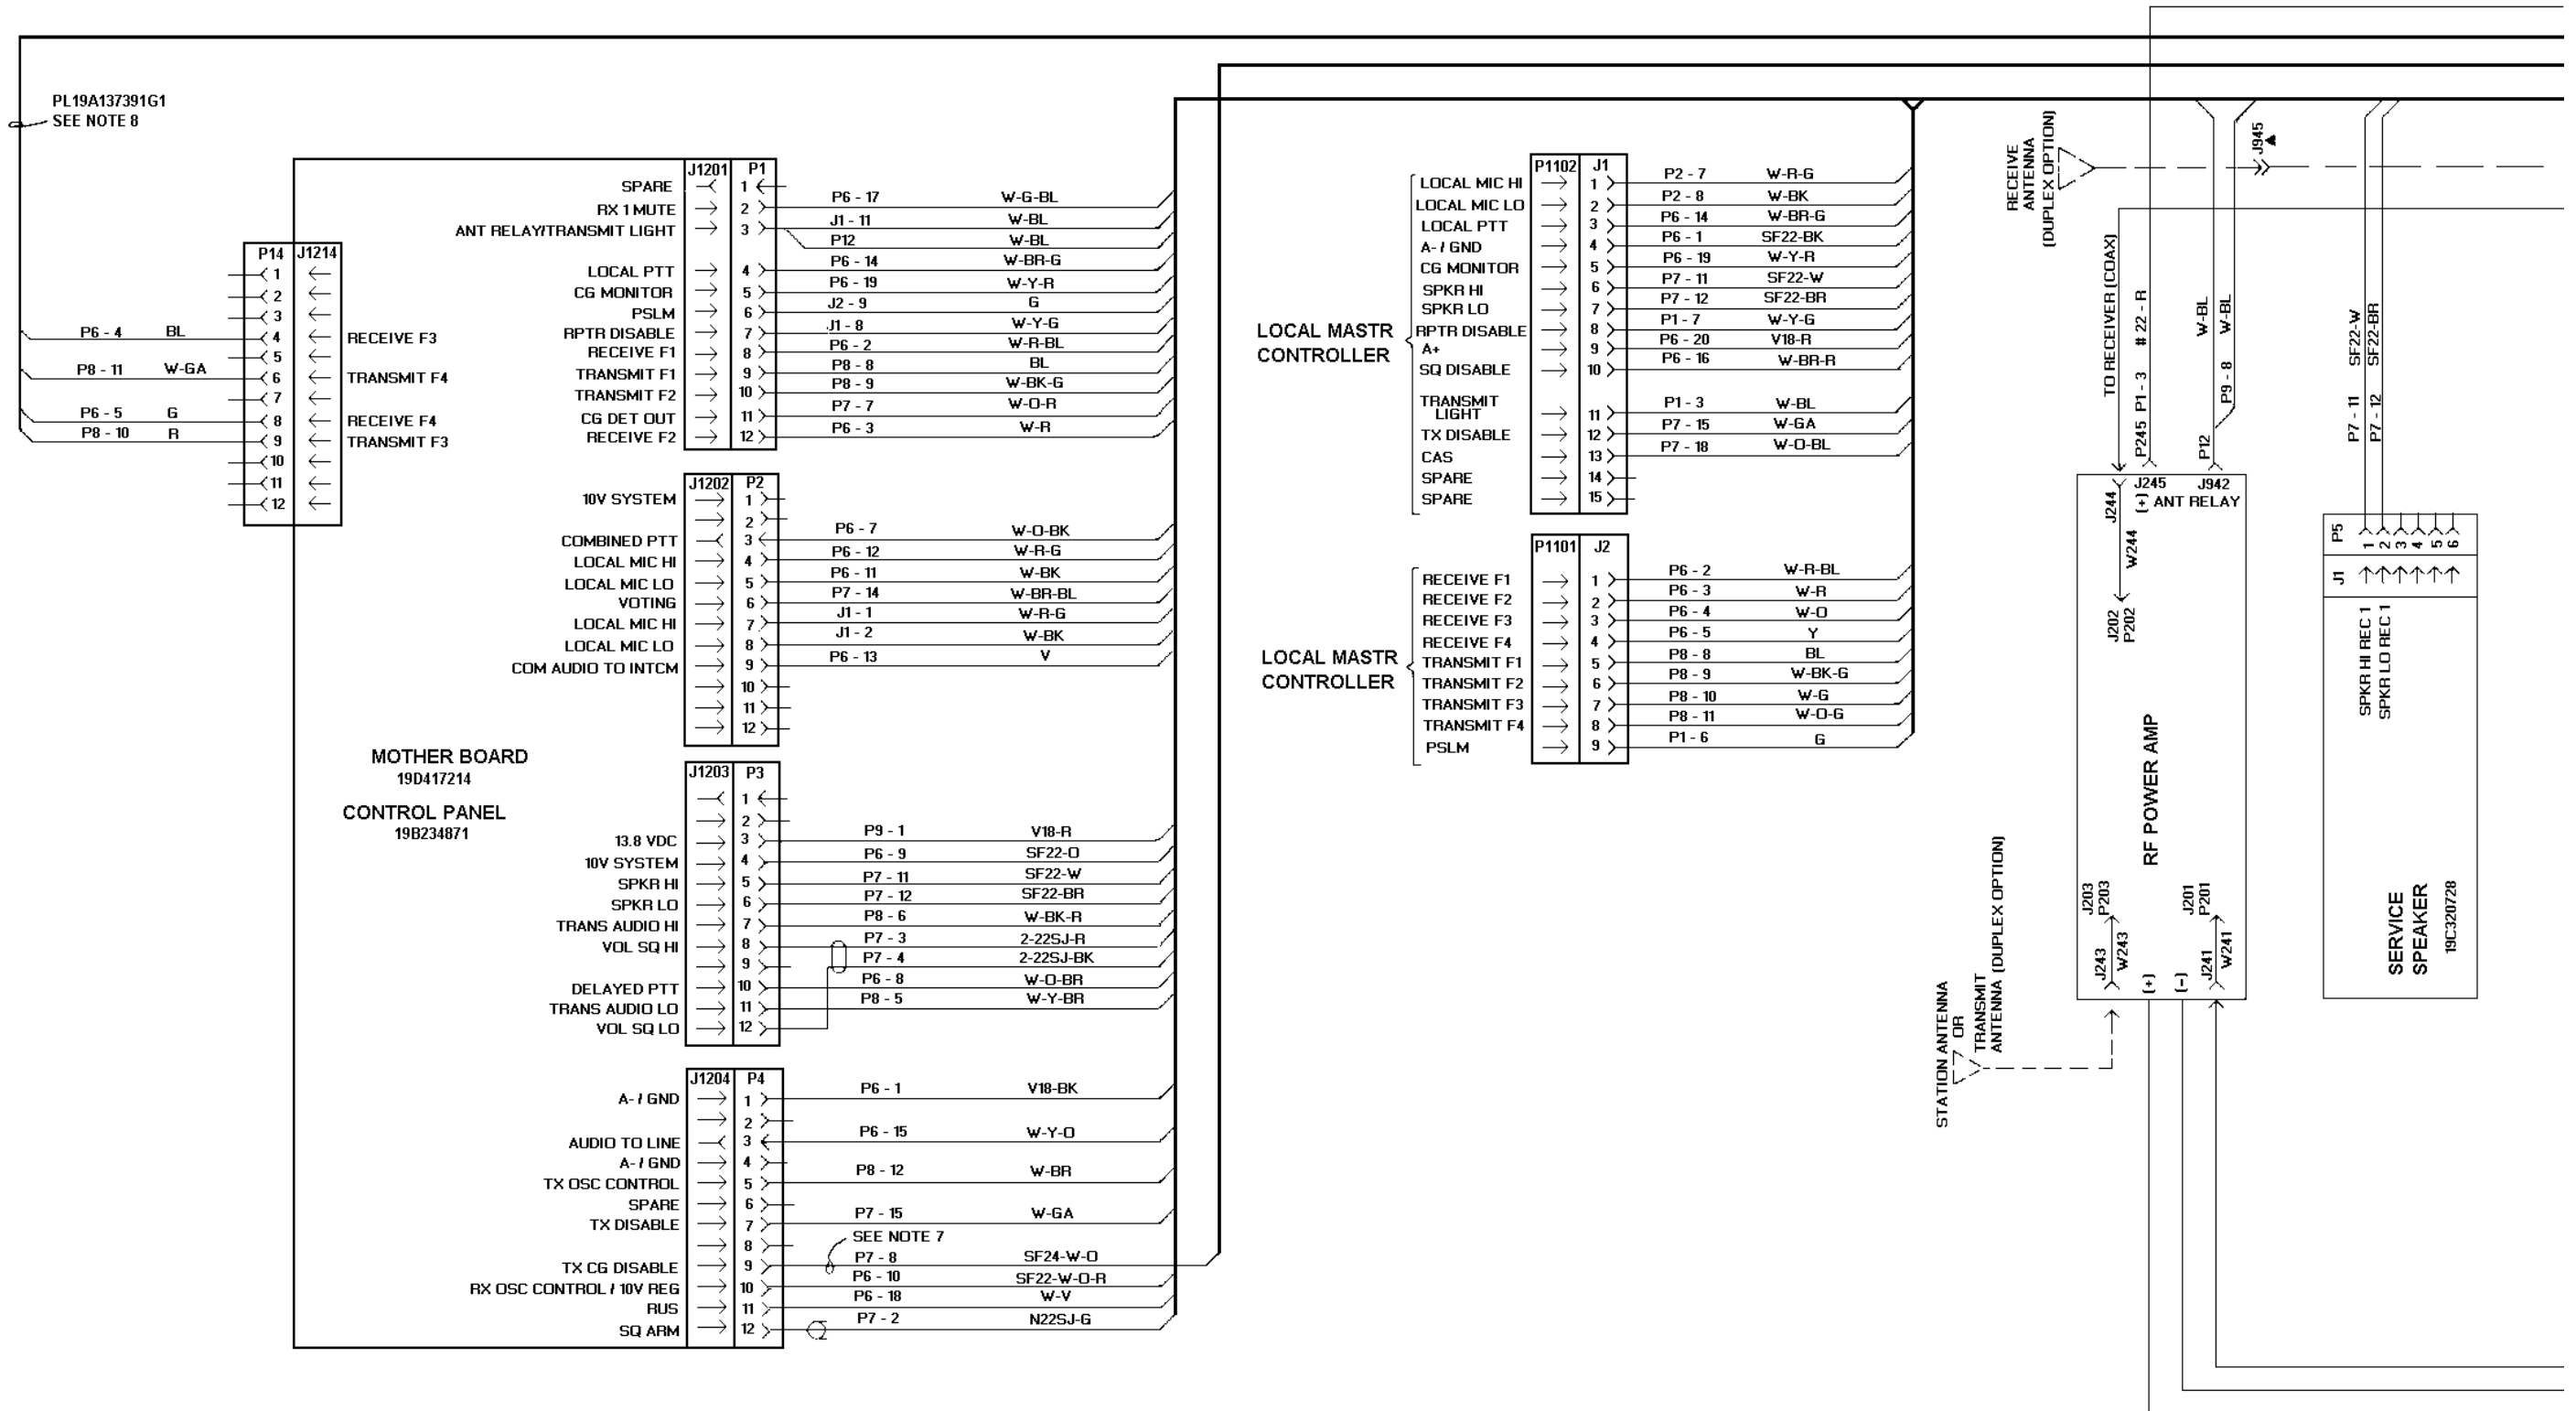 PL19A137391G1
SEE NOTE 8
P14 J1214
1
2
3
P6 - 4 BL 4 RECEIVE F3
5
P8 - 11 W-GA 6 TRANSMIT F4
7
P6 - 5 G 8 RECEIVE F4
P8 - 10 R 9 TRANSMIT F3
10
11
12
MOTHER BOARD
19D417214
CONTROL PANEL
19B234871
J1201 P1
SPARE 1
RX 1 MUTE 2 P6 - 17 W-G-BL
ANT RELAY/TRANSMIT LIGHT 3 J1 - 11 W-BL
P12 W-BL
LOCAL PTT 4 P6 - 14 W-BR-G
CG MONITOR 5 P6 - 19 W-Y-R
PSLM 6 J2 - 9 G
RPTR DISABLE 7 J1 - 8 W-Y-G
RECEIVE F1 8 P6 - 2 W-R-BL
TRANSMIT F1 9 P8 - 8 BL
TRANSMIT F2 10 P8 - 9 W-BK-G
CG DET OUT 11 P7 - 7 W-O-R
RECEIVE F2 12 P6 - 3 W-R
J1202 P2
10V SYSTEM 1
2
COMBINED PTT 3 P6 - 7 W-O-BK
LOCAL MIC HI 4 P6 - 12 W-R-G
LOCAL MIC LO 5 P6 - 11 W-BK
VOTING 6 P7 - 14 W-BR-BL
LOCAL MIC HI 7 J1 - 1 W-R-G
LOCAL MIC LO 8 J1 - 2 W-BK
COM AUDIO TO INTCM 9 P6 - 13 V
10
11
12
J1203 P3
1
2
13.8 VDC 3 P9 - 1 V18-R
10V SYSTEM 4 P6 - 9 SF22-O
SPKR HI 5 P7 - 11 SF22-W
SPKR LO 6 P7 - 12 SF22-BR
TRANS AUDIO HI 7 P8 - 6 W-BK-R
VOL SQ HI 8 P7 - 3 2-22SJ-R
9 P7 - 4 2-22SJ-BK
DELAYED PTT 10 P6 - 8 W-O-BR
TRANS AUDIO LO 11 P8 - 5 W-Y-BR
VOL SQ LO 12
J1204 P4
A- / GND 1 P6 - 1 V18-BK
2
AUDIO TO LINE 3 P6 - 15 W-Y-O
A- / GND 4
TX OSC CONTROL 5 P8 - 12 W-BR
SPARE 6
TX DISABLE 7 P7 - 15 W-GA
8 SEE NOTE 7
TX CG DISABLE 9 P7 - 8 SF24-W-O
RX OSC CONTROL / 10V REG 10 P6 - 10 SF22-W-O-R
RUS 11 P6 - 18 W-V
SQ ARM 12 P7 - 2 N22SJ-G
LOCAL MASTR
CONTROLLER
P1102 J1
LOCAL MIC HI 1 P2 - 7 W-R-G
LOCAL MIC LO 2 P2 - 8 W-BK
LOCAL PTT 3 P6 - 14 W-BR-G
A- / GND 4 P6 - 1 SF22-BK
CG MONITOR 5 P6 - 19 W-Y-R
SPKR HI 6 P7 - 11 SF22-W
SPKR LO 7 P7 - 12 SF22-BR
RPTR DISABLE 8 P1 - 7 W-Y-G
A+ 9 P6 - 20 V18-R
SQ DISABLE 10 P6 - 16 W-BR-R
TRANSMIT
LIGHT 11 P1 - 3 W-BL
TX DISABLE 12 P7 - 15 W-GA
CAS 13 P7 - 18 W-O-BL
SPARE 14
SPARE 15
LOCAL MASTR
CONTROLLER
P1101 J2
RECEIVE F1 1 P6 - 2 W-R-BL
RECEIVE F2 2 P6 - 3 W-R
RECEIVE F3 3 P6 - 4 W-O
RECEIVE F4 4 P6 - 5 Y
TRANSMIT F1 5 P8 - 8 BL
TRANSMIT F2 6 P8 - 9 W-BK-G
TRANSMIT F3 7 P8 - 10 W-G
TRANSMIT F4 8 P8 - 11 W-O-G
PSLM 9 P1 - 6 G
RECEIVE
ANTENNA
(DUPLEX OPTION)
J945
TO RECEIVER (COAX)
P245 P1 - 3 # 22 - R
P12 W-BL
P9 - 8 W-BL
J244
J245
(+)
J942
ANT RELAY
W244
J202
P202
RF POWER AMP
J203
P203
J243
W243
J201
P201
J241
W241
(+)
(-)
STATION ANTENNA
OR
TRANSMIT
ANTENNA (DUPLEX OPTION)
P7 - 11 SF22-W
P7 - 12 SF22-BR
P5 1 2 3 4 5 6
J1
SPKR HI REC 1
SPKR LO REC 1
SERVICE
SPEAKER
19C320728